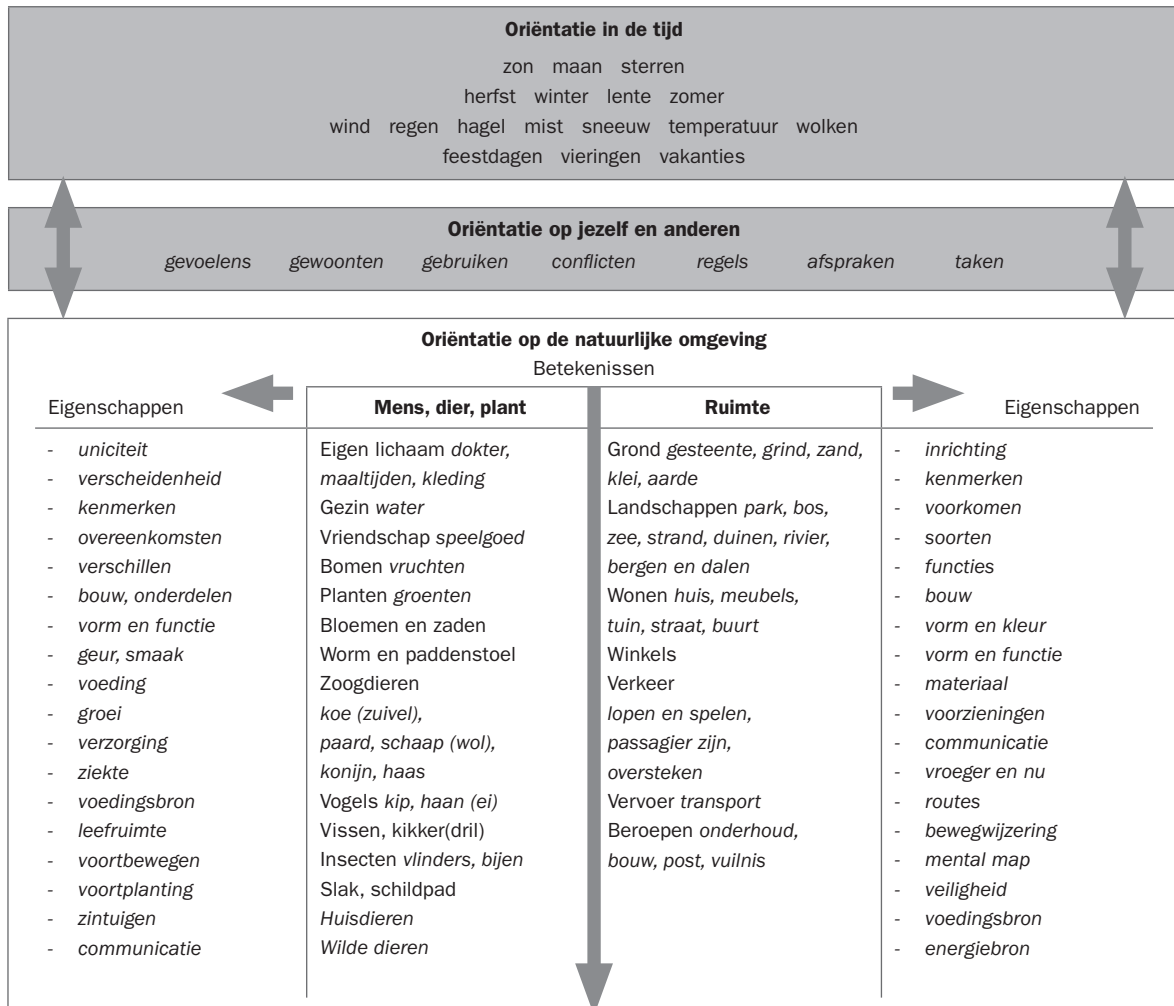 Oriëntatie in de tijd
zon maan sterren
herfst winter lente zomer
wind regen hagel mist sneeuw temperatuur wolken
feestdagen vieringen vakanties
Oriëntatie op jezelf en anderen
gevoelens gewoonten gebruiken conflicten regels afspraken taken
Oriëntatie op de natuurlijke omgeving
Betekenissen
Eigenschappen
- uniciteit
- verscheidenheid
- kenmerken
- overeenkomsten
- verschillen
- bouw, onderdelen
- vorm en functie
- geur, smaak
- voeding
- groei
- verzorging
- ziekte
- voedingsbron
- leefruimte
- voortbewegen
- voortplanting
- zintuigen
- communicatie
Mens, dier, plant
Eigen lichaam dokter,
maaltijden, kleding
Gezin water
Vriendschap speelgoed
Bomen vruchten
Planten groenten
Bloemen en zaden
Worm en paddenstoel
Zoogdieren
koe (zuivel),
paard, schaap (wol),
konijn, haas
Vogels kip, haan (ei)
Vissen, kikker(dril)
Insecten vlinders, bijen
Slak, schildpad
Huisdieren
Wilde dieren
Ruimte
Grond gesteente, grind, zand,
klei, aarde
Landschappen park, bos,
zee, strand, duinen, rivier,
bergen en dalen
Wonen huis, meubels,
tuin, straat, buurt
Winkels
Verkeer
lopen en spelen,
passagier zijn,
oversteken
Vervoer transport
Beroepen onderhoud,
bouw, post, vuilnis
Eigenschappen
- inrichting
- kenmerken
- voorkomen
- soorten
- functies
- bouw
- vorm en kleur
- vorm en functie
- materiaal
- voorzieningen
- communicatie
- vroeger en nu
- routes
- bewegwijzering
- mental map
- veiligheid
- voedingsbron
- energiebron